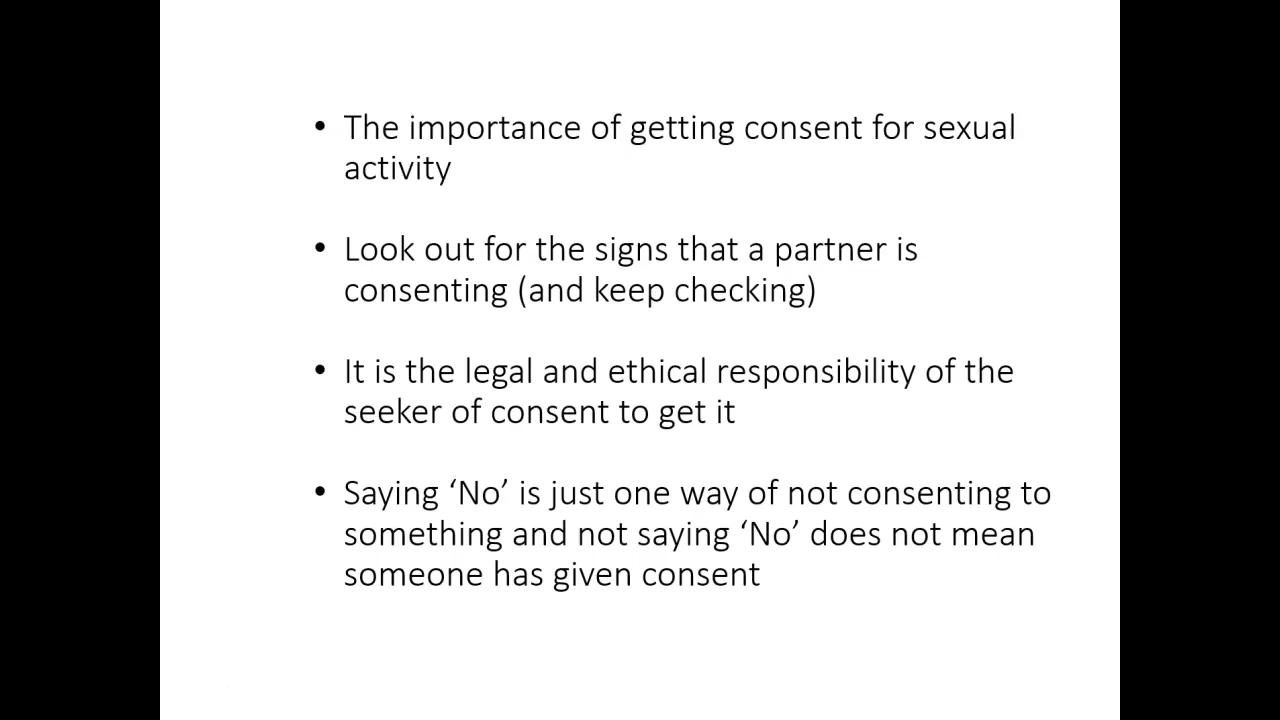 • The importance of getting consent for sexual
activity
• Look out for the signs that a partner is
consenting (and keep checking)
• It is the legal and ethical responsibility of the
seeker of consent to get it
• Saying ‘No’ is just one way of not consenting to
something and not saying ‘No’ does not mean
someone has given consent